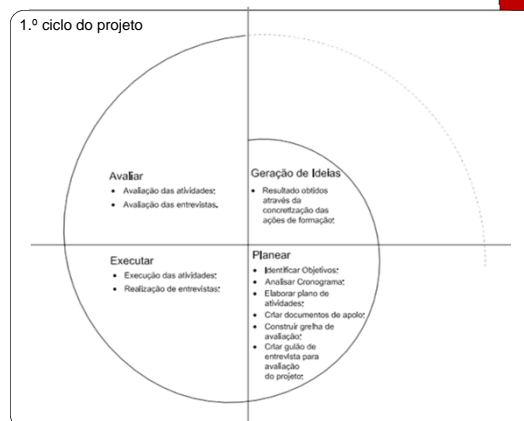 1.º ciclo do projeto
Avaliar
• Avaliação das atividades;
• Avaliação das entrevistas.
Geração de Ideias
• Resultado obtidos
através da
concretização das
ações de formação;
Executar
• Execução das atividades;
• Realização de entrevistas;
Planear
• Identificar Objetivos;
• Analisar Cronograma;
• Elaborar plano de
atividades;
• Criar documentos de apoio;
• Construir grelha de
avaliação;
• Criar guião de
entrevista para
avaliação
do projeto;